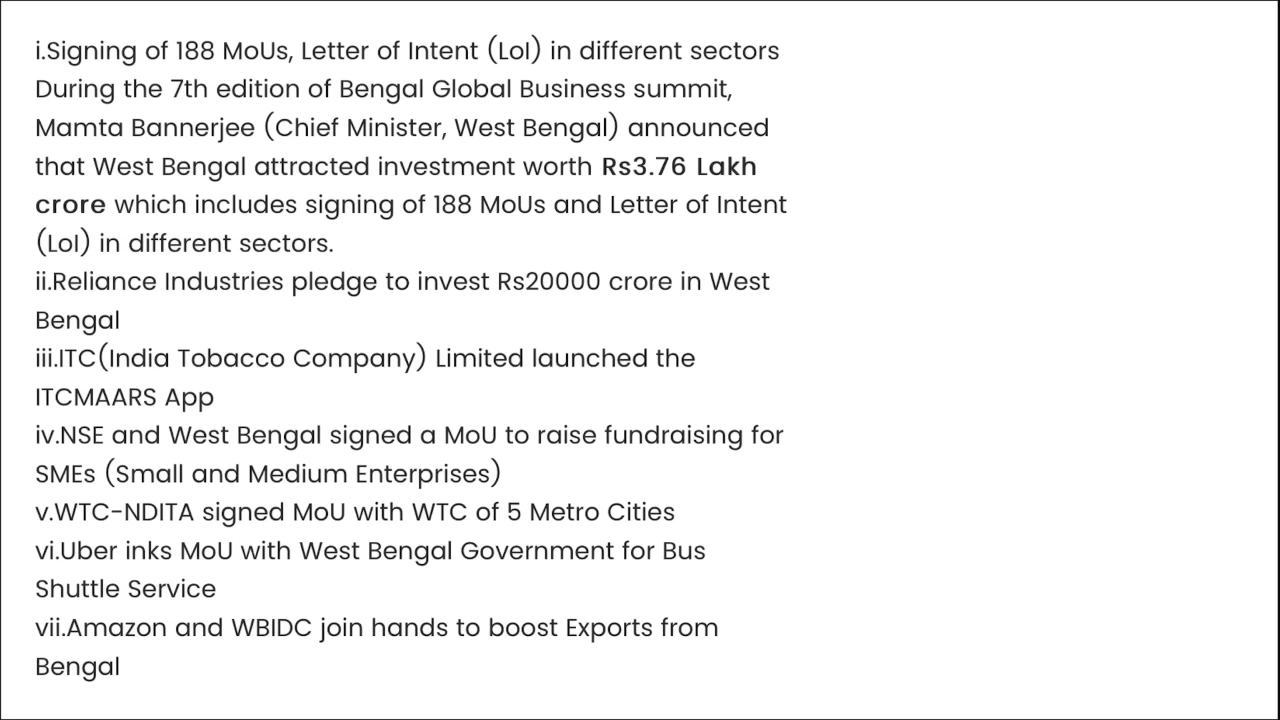 i.Signing of 188 MoUs, Letter of Intent (LoI) in different sectors
During the 7th edition of Bengal Global Business summit,
Mamta Bannerjee (Chief Minister, West Bengal) announced
that West Bengal attracted investment worth Rs3.76 Lakh
crore which includes signing of 188 MoUs and Letter of Intent
(LoI) in different sectors.
ii.Reliance Industries pledge to invest Rs20000 crore in West
Bengal
iii.ITC(India Tobacco Company) Limited launched the
ITCMAARS App
iv.NSE and West Bengal signed a MoU to raise fundraising for
SMEs (Small and Medium Enterprises)
v.WTC-NDITA signed MoU with WTC of 5 Metro Cities
vi.Uber inks MoU with West Bengal Government for Bus
Shuttle Service
vii.Amazon and WBIDC join hands to boost Exports from
Bengal